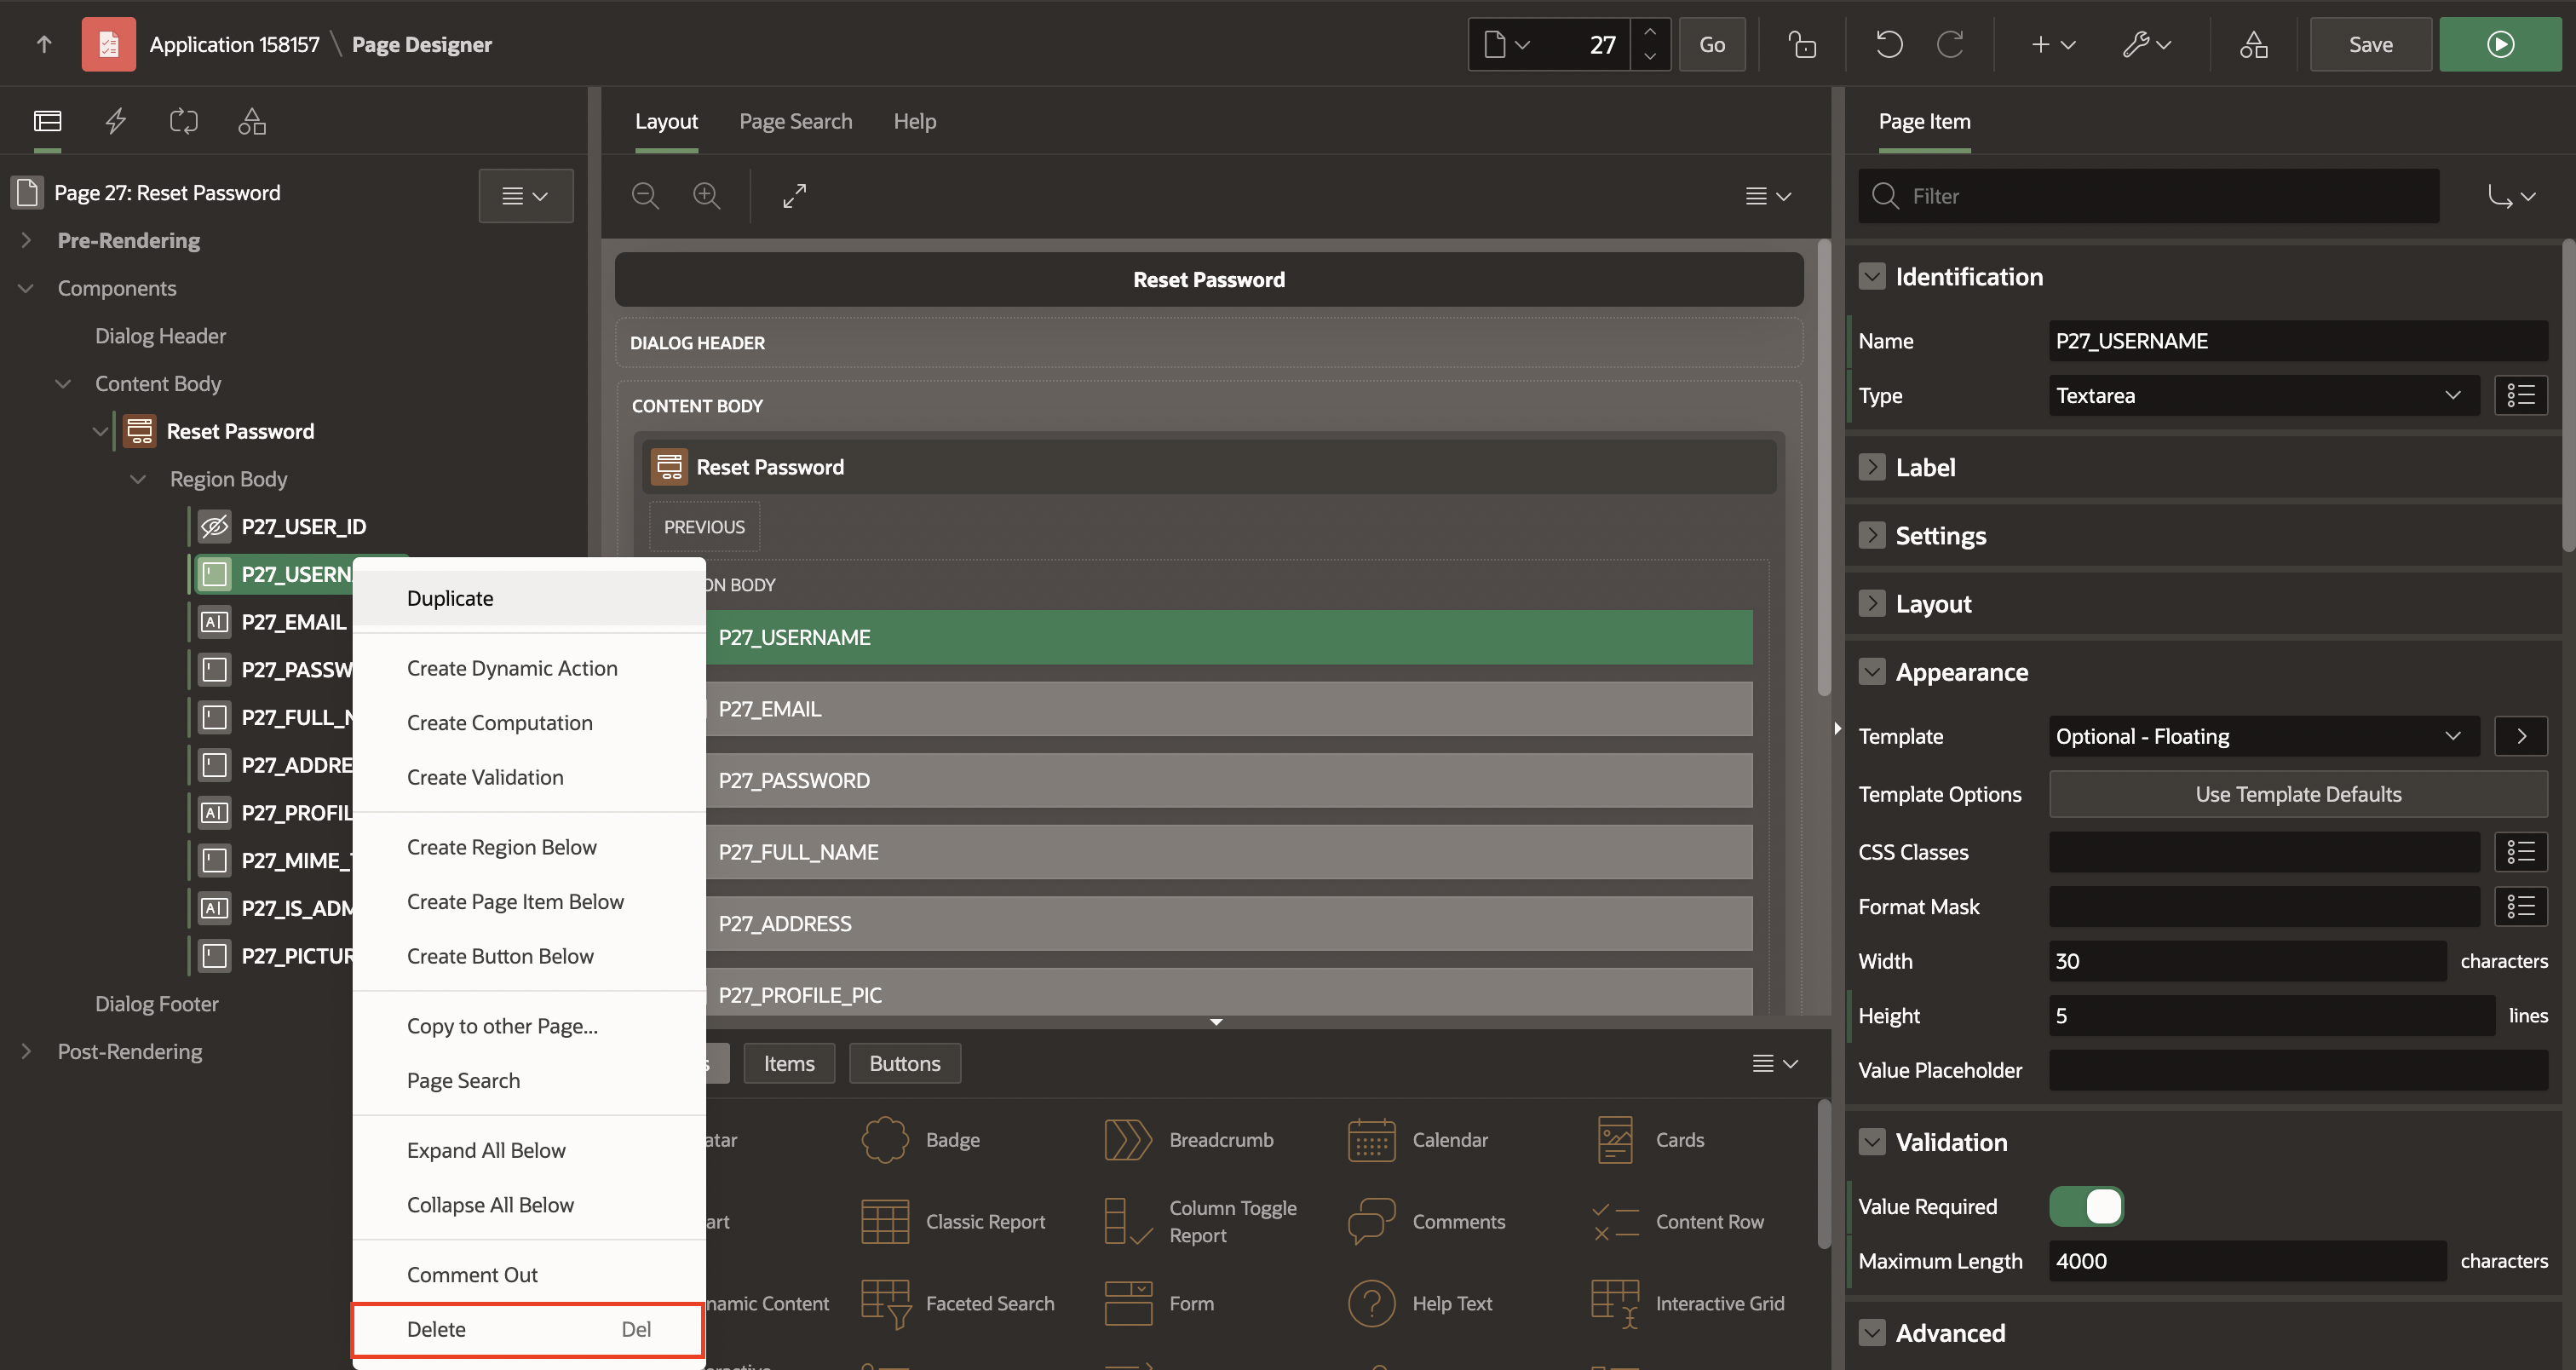 Application 158157 \ Page Designer
27
Go
Save
Layout
Page Search
Help
Page Item
Page 27: Reset Password
Pre-Rendering
Components
Dialog Header
Content Body
Reset Password
Region Body
P27_USER_ID
P27_USERN
P27_EMAIL
P27_PASSW
P27_FULL_N
P27_ADDRE
P27_PROFIL
P27_MIME_
P27_IS_ADM
P27_PICTUR
Dialog Footer
Post-Rendering
Duplicate
Create Dynamic Action
Create Computation
Create Validation
Create Region Below
Create Page Item Below
Create Button Below
Copy to other Page...
Page Search
Expand All Below
Collapse All Below
Comment Out
Delete Del
Reset Password
DIALOG HEADER
CONTENT BODY
Reset Password
PREVIOUS
ON BODY
P27_USERNAME
P27_EMAIL
P27_PASSWORD
P27_FULL_NAME
P27_ADDRESS
P27_PROFILE_PIC
s
Items
Buttons
atar
Badge
Breadcrumb
Calendar
Cards
art
Classic Report
Column Toggle
Report
Comments
Content Row
namic Content
Faceted Search
Form
Help Text
Interactive Grid
Filter
Identification
Name
P27_USERNAME
Type
Textarea
Label
Settings
Layout
Appearance
Template
Optional - Floating
Template Options
Use Template Defaults
CSS Classes
Format Mask
Width
30
characters
Height
5
lines
Value Placeholder
Validation
Value Required
Maximum Length
4000
characters
Advanced